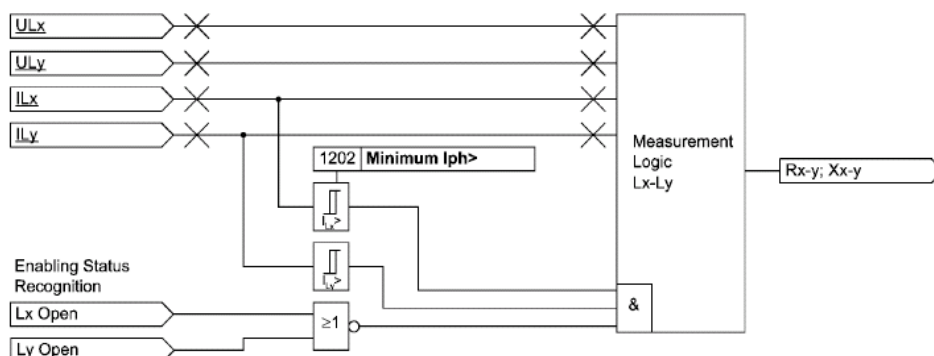 ULx
ULy
ILx
ILy
1202 Minimum Iph>
Measurement
Logic
Lx-Ly
Rx-y; Xx-y
ILx>
ILy>
Enabling Status
Recognition
Lx Open
≥1
&
Ly Open